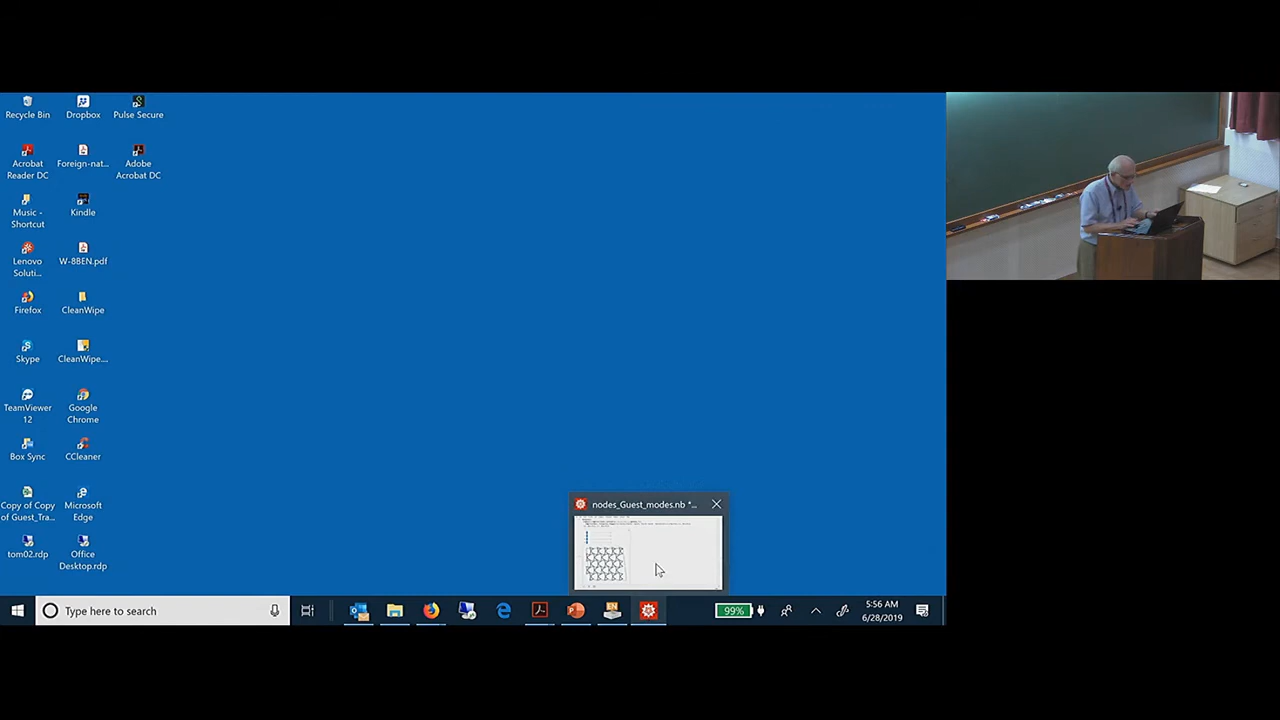 Recycle Bin
Dropbox
Pulse Secure
Acrobat
Reader DC
Foreign-nat...
Adobe
Acrobat DC
Music -
Shortcut
Kindle
Lenovo
Soluti...
W-8BEN.pdf
Firefox
CleanWipe
Skype
CleanWipe....
TeamViewer
12
Google
Chrome
Box Sync
CCleaner
Copy of Copy
of Guest_Tra...
Microsoft
Edge
tom02.rdp
Office
Desktop.rdp
nodes_Guest_modes.nb *...
Type here to search
EN
99%
5:56 AM
6/28/2019